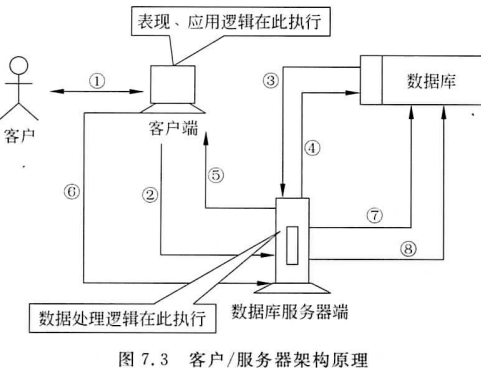 表现、应用逻辑在此执行
①
③
数据库
客户
客户端
④
⑥
②
⑤
⑦
⑧
数据处理逻辑在此执行
数据库服务器端
图 7.3 客户/服务器架构原理